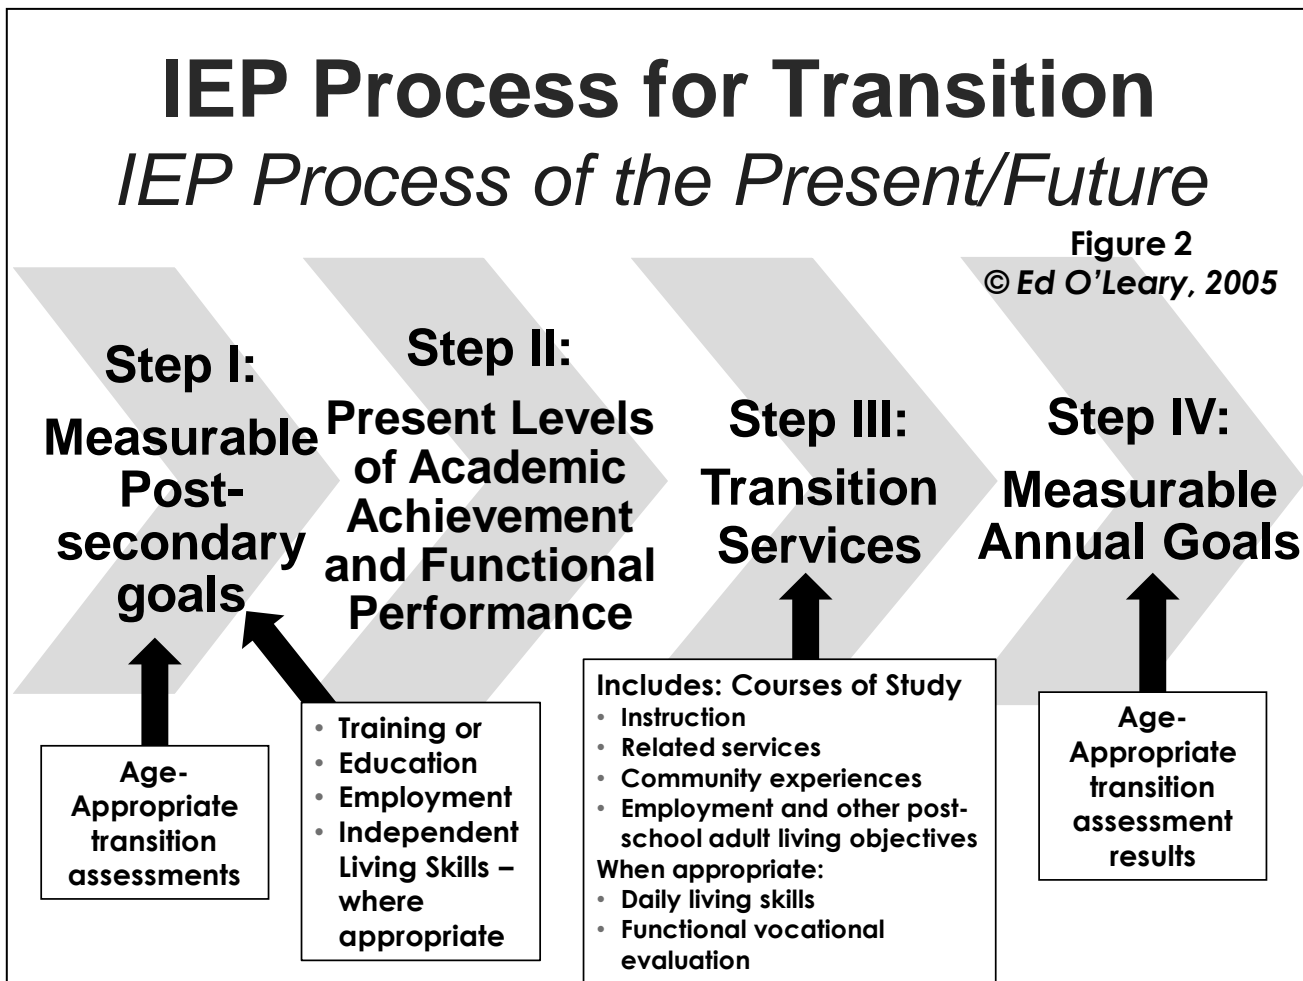 IEP Process for Transition
IEP Process of the Present/Future
Figure 2
© Ed O’Leary, 2005
Step I:
Measurable
Post-
secondary
goals
Step II:
Present Levels
of Academic
Achievement
and Functional
Performance
Step III:
Transition
Services
Step IV:
Measurable
Annual Goals
Age-
Appropriate
transition
assessments
• Training or
• Education
• Employment
• Independent
Living Skills –
where
appropriate
Includes: Courses of Study
• Instruction
• Related services
• Community experiences
• Employment and other post-
school adult living objectives
When appropriate:
• Daily living skills
• Functional vocational
evaluation
Age-
Appropriate
transition
assessment
results